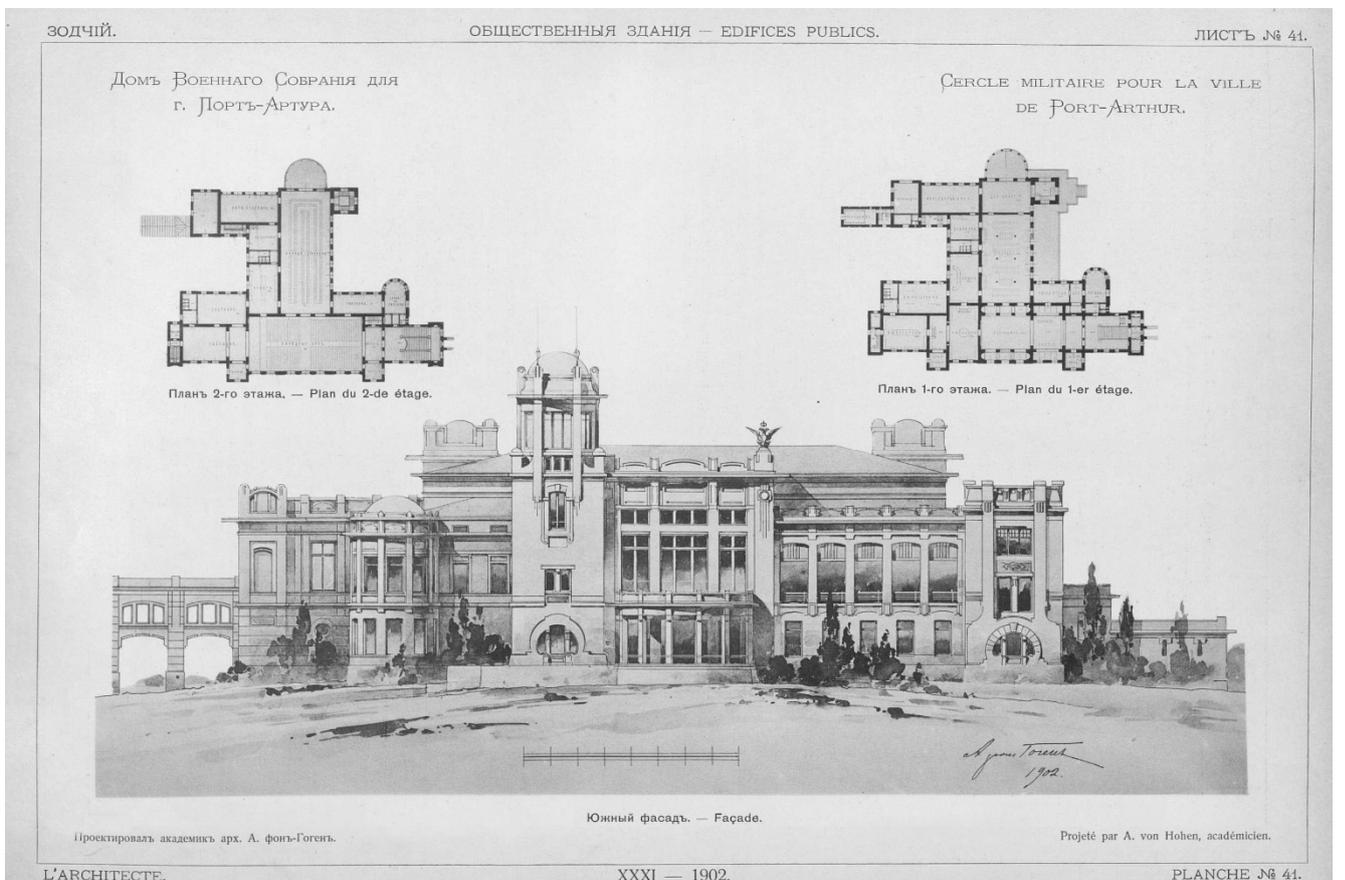 ЗОДЧІЙ.
ОБЩЕСТВЕННЫЯ ЗДАНІЯ — EDIFICES PUBLICS.
ЛИСТЪ № 41.
Домъ Военнаго Собранія для
г. Портъ-Артура.
Cercle militaire pour la ville
de Port-Arthur.
Планъ 2-го этажа. — Plan du 2-de étage.
Планъ 1-го этажа. — Plan du 1-er étage.
А фонъ Гогенъ
1902.
Южный фасадъ. — Façade.
Проектировалъ академикъ арх. А. фонъ-Гогенъ.
Projeté par A. von Hohen, académicien.
L'ARCHITECTE.
XXXI — 1902.
PLANCHE № 41.